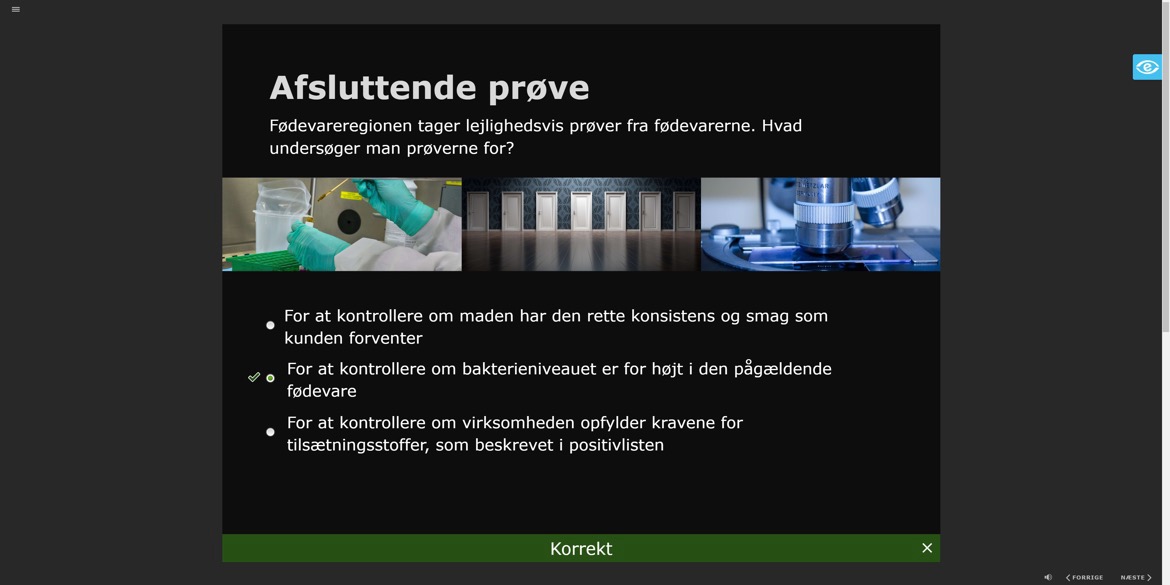 Afsluttende prøve
Fødevareregionen tager lejlighedsvis prøver fra fødevarerne. Hvad
undersøger man prøverne for?
For at kontrollere om maden har den rette konsistens og smag som
kunden forventer
For at kontrollere om bakterieniveauet er for højt i den pågældende
fødevare
For at kontrollere om virksomheden opfylder kravene for
tilsætningsstoffer, som beskrevet i positivlisten
Korrekt
FORRIGE
NÆSTE